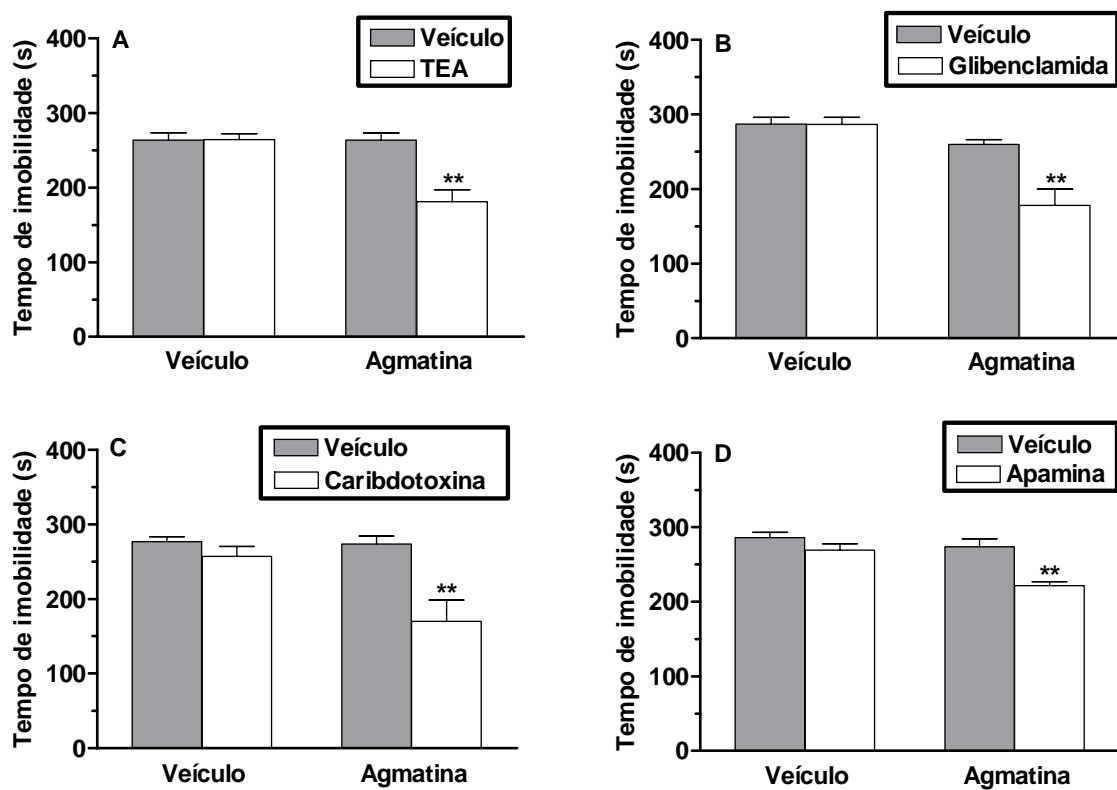 A
Veículo
TEA
Tempo de imobilidade (s)
400
300
200
100
0
**
Veículo
Agmatina
B
Veículo
Glibenclamida
Tempo de imobilidade (s)
400
300
200
100
0
**
Veículo
Agmatina
C
Veículo
Caribdotoxina
Tempo de imobilidade (s)
400
300
200
100
0
**
Veículo
Agmatina
D
Veículo
Apamina
Tempo de imobilidade (s)
400
300
200
100
0
**
Veículo
Agmatina